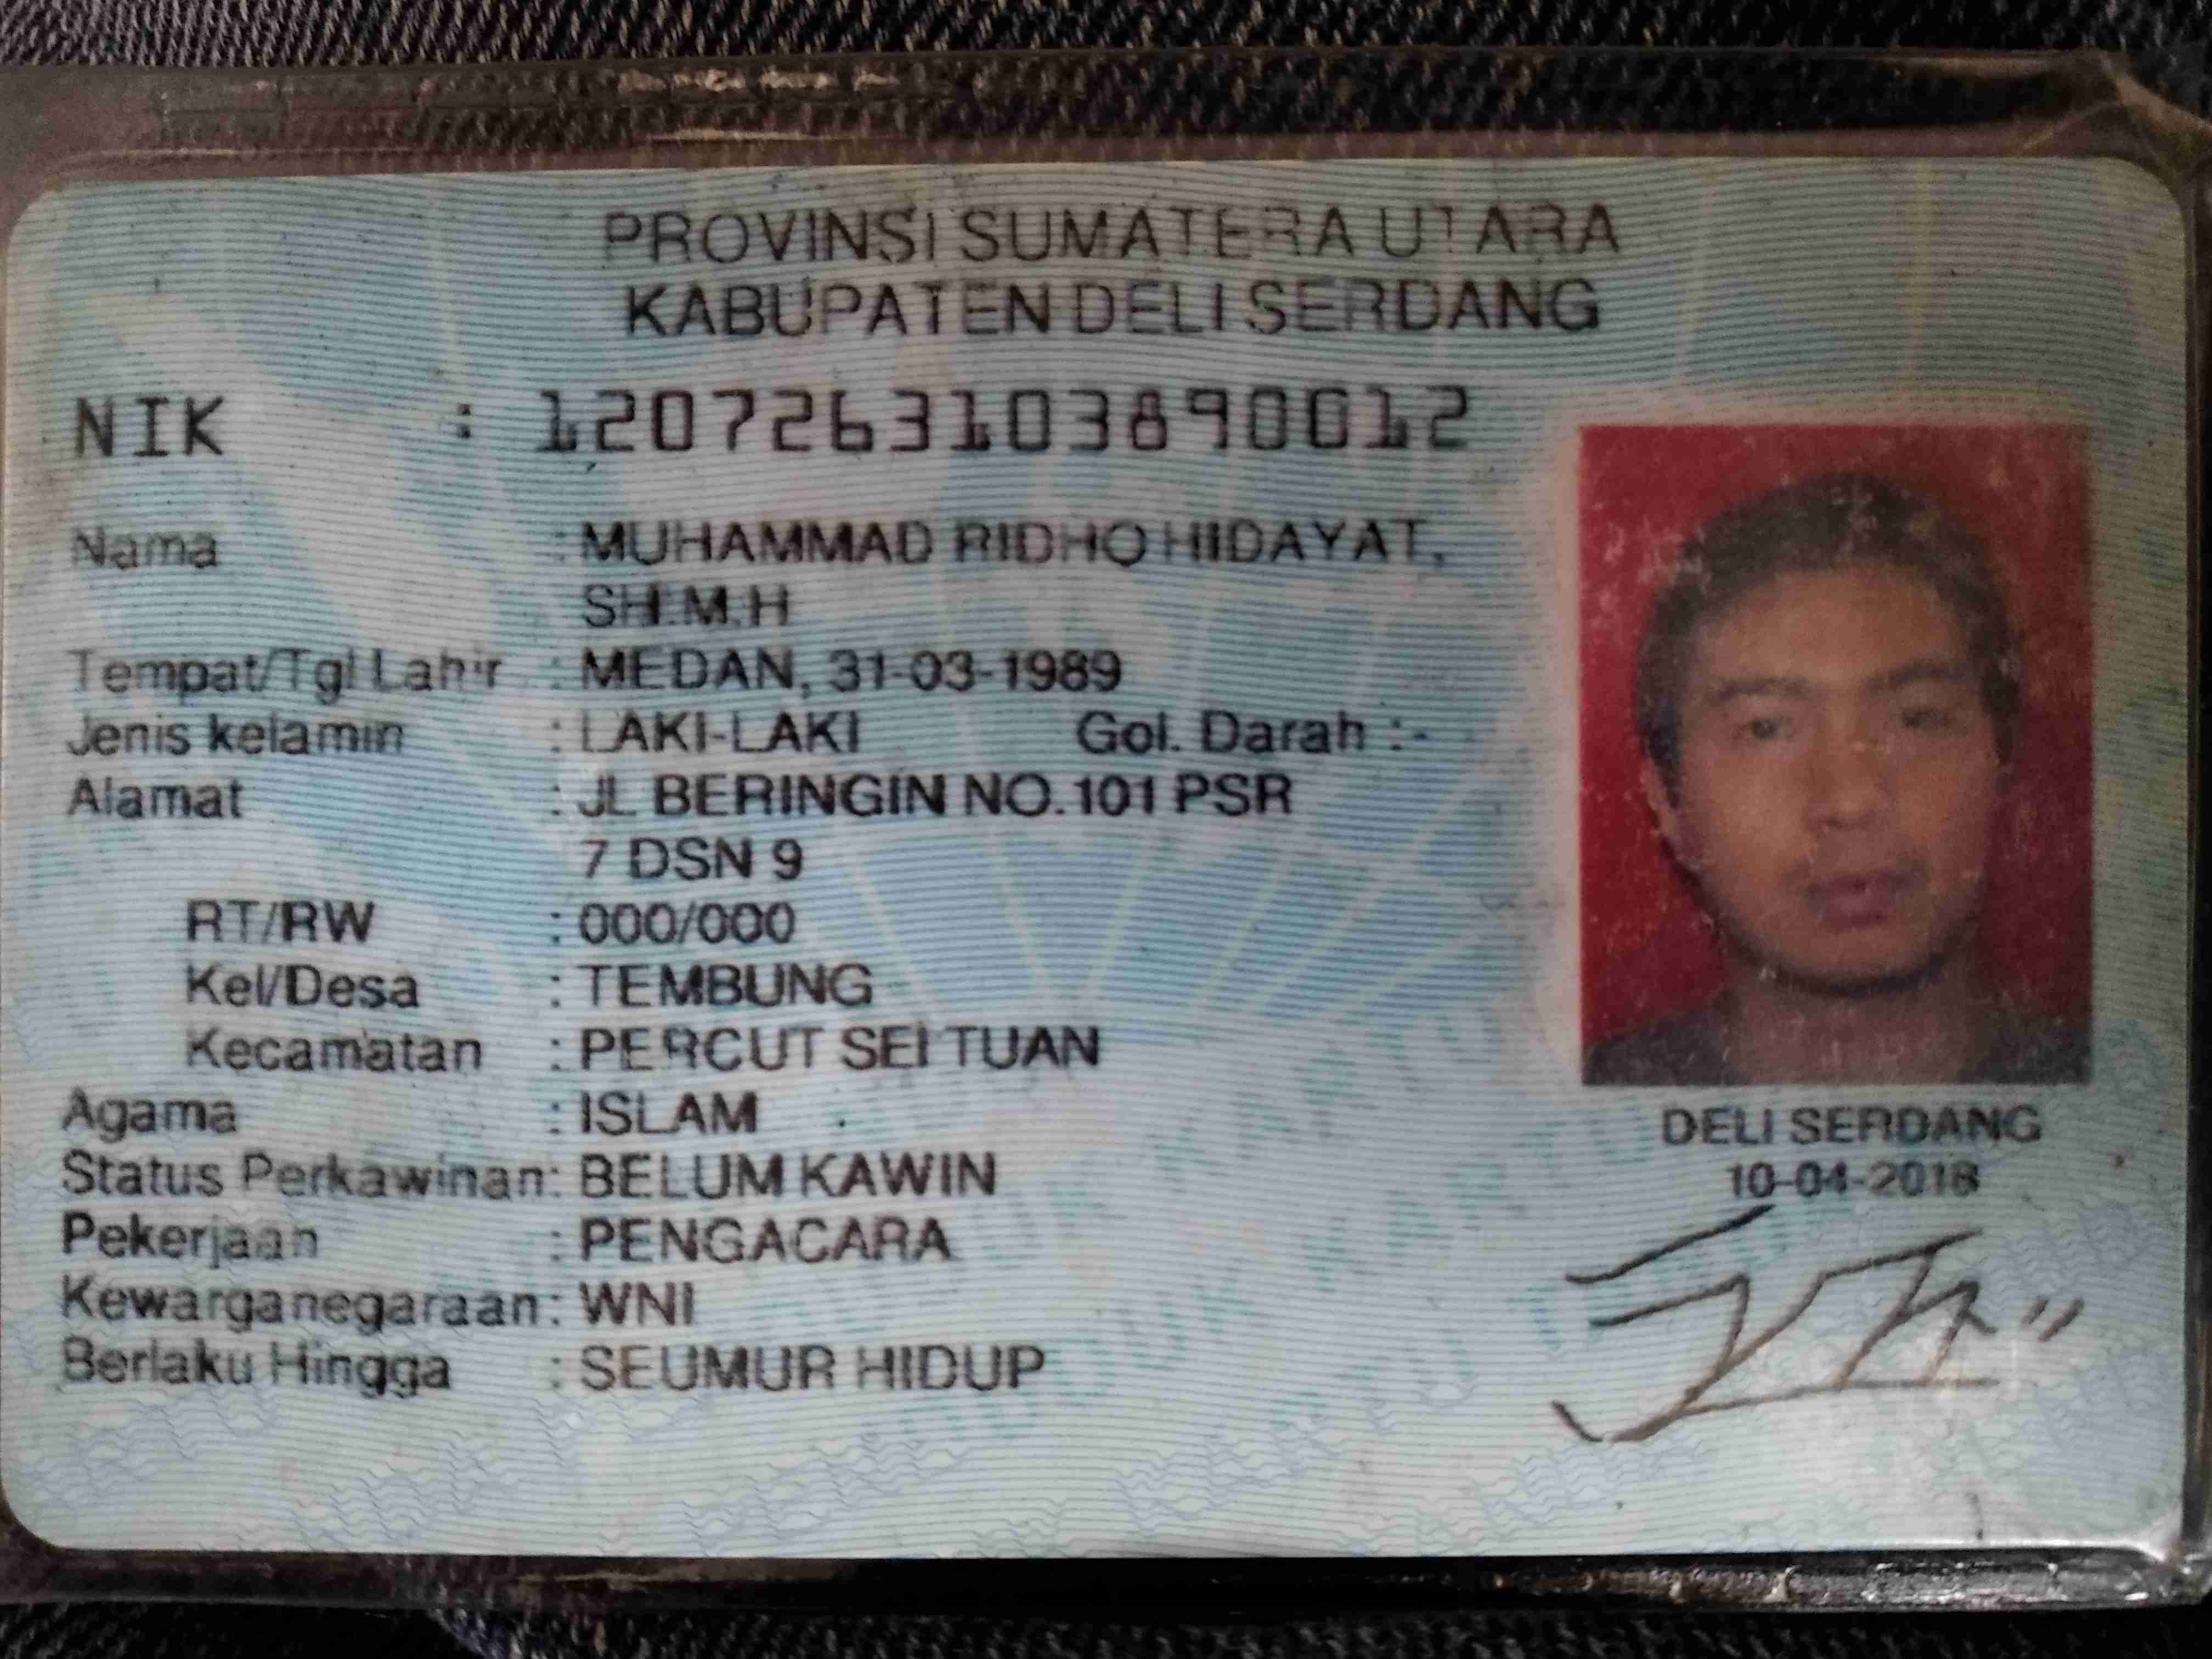 PROVINSI SUMATERA UTARA
KABUPATEN DELI SERDANG
NIK : 1207263103890012
Nama : MUHAMMAD RIDHO HIDAYAT,
SH.M.H
Tempat/Tgl Lahir : MEDAN, 31-03-1989
Jenis kelamin : LAKI-LAKI Gol. Darah : -
Alamat : JL BERINGIN NO.101 PSR
7 DSN 9
RT/RW : 000/000
Kel/Desa : TEMBUNG
Kecamatan : PERCUT SEI TUAN
Agama : ISLAM
Status Perkawinan: BELUM KAWIN
Pekerjaan : PENGACARA
Kewarganegaraan: WNI
Berlaku Hingga : SEUMUR HIDUP
DELI SERDANG
10-04-2018